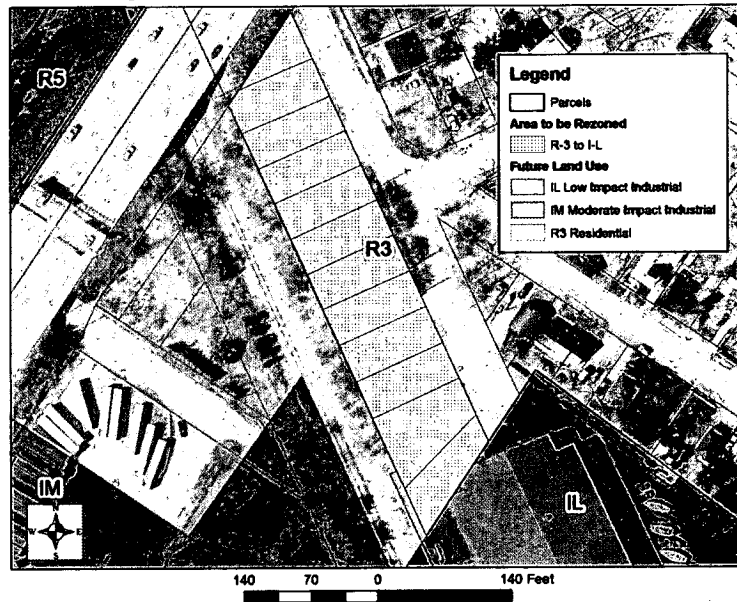 R5
Legend
Parcels
Area to be Rezoned
R-3 to I-L
Future Land Use
IL Low Impact Industrial
IM Moderate Impact Industrial
R3 Residential
R3
IM
IL
N
W E
S
140 70 0 140 Feet